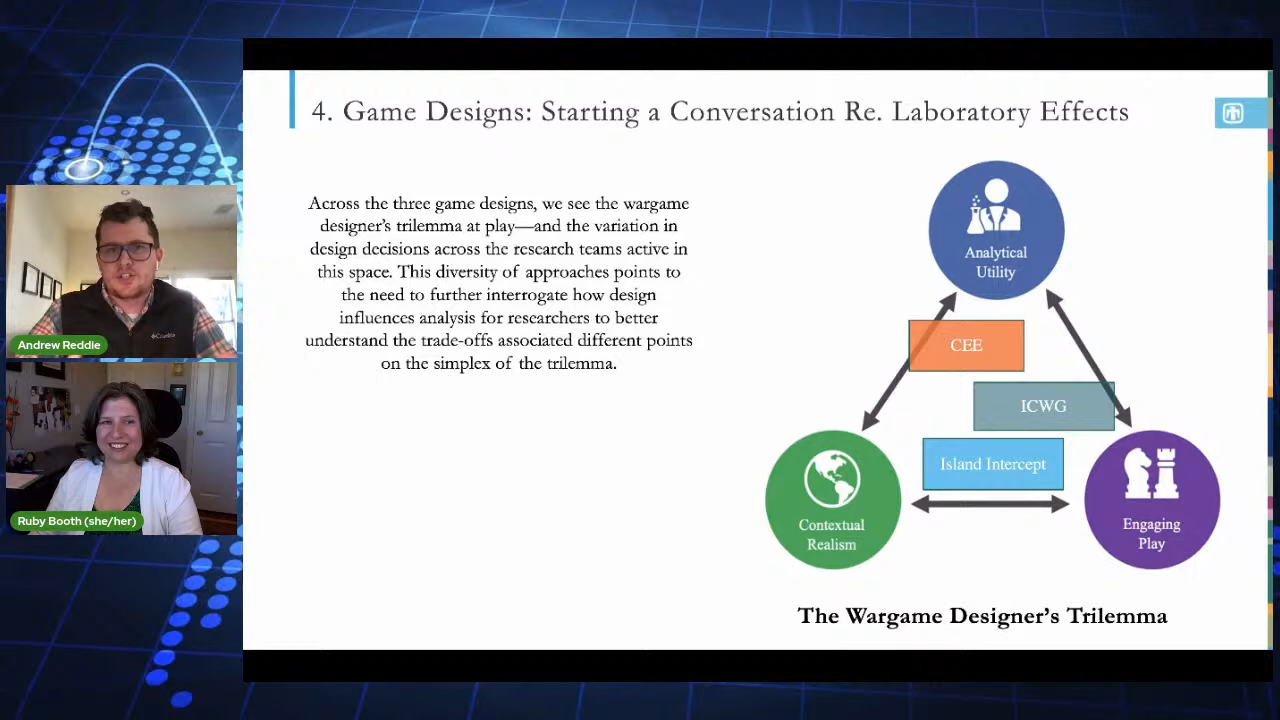 4. Game Designs: Starting a Conversation Re. Laboratory Effects
Across the three game designs, we see the wargame
designer's trilemma at play—and the variation in
design decisions across the research teams active in
this space. This diversity of approaches points to
the need to further interrogate how design
influences analysis for researchers to better
understand the trade-offs associated different points
on the simplex of the trilemma.
Analytical
Utility
CEE
ICWG
Island Intercept
Contextual
Realism
Engaging
Play
The Wargame Designer's Trilemma
Andrew Reddie
Ruby Booth (she/her)